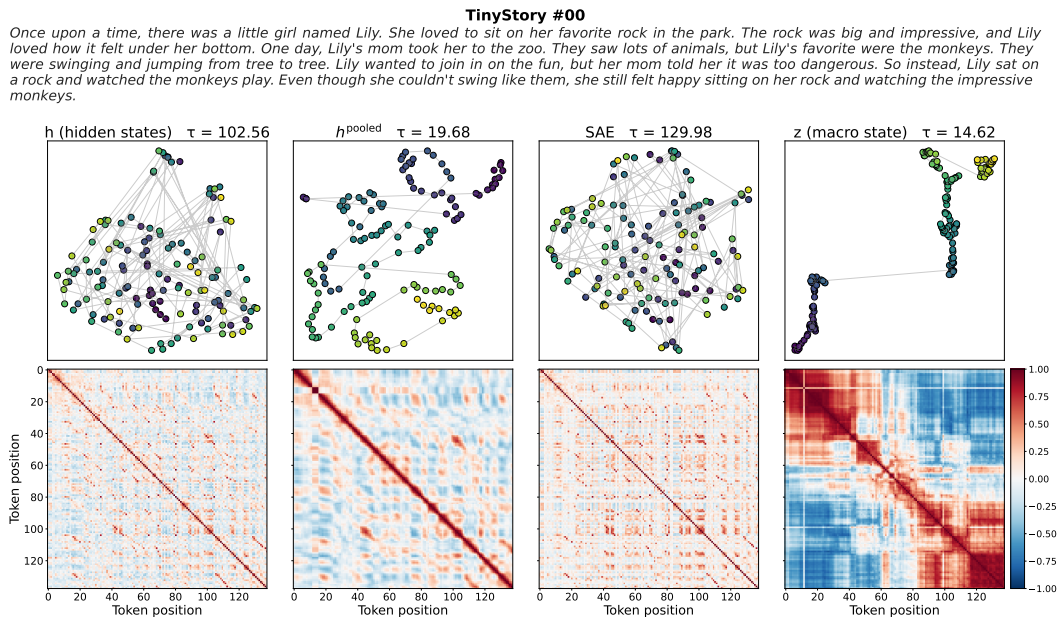 TinyStory #00
Once upon a time, there was a little girl named Lily. She loved to sit on her favorite rock in the park. The rock was big and impressive, and Lily
loved how it felt under her bottom. One day, Lily's mom took her to the zoo. They saw lots of animals, but Lily's favorite were the monkeys. They
were swinging and jumping from tree to tree. Lily wanted to join in on the fun, but her mom told her it was too dangerous. So instead, Lily sat on
a rock and watched the monkeys play. Even though she couldn't swing like them, she still felt happy sitting on her rock and watching the impressive
monkeys.
h (hidden states) τ = 102.56
h^pooled τ = 19.68
SAE τ = 129.98
z (macro state) τ = 14.62
Token position
0
20
40
60
80
100
120
0 20 40 60 80 100 120
Token position
0 20 40 60 80 100 120
Token position
0 20 40 60 80 100 120
Token position
0 20 40 60 80 100 120
Token position
1.00
0.75
0.50
0.25
0.00
−0.25
−0.50
−0.75
−1.00